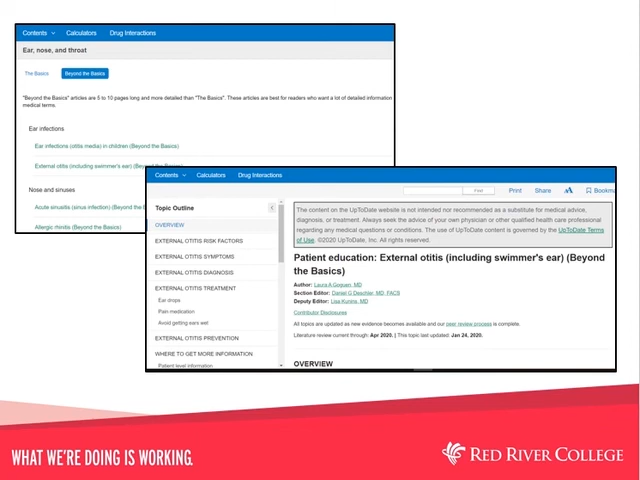 Contents Calculators Drug Interactions
Ear, nose, and throat
The Basics Beyond the Basics
"Beyond the Basics" articles are 5 to 10 pages long and more detailed than "The Basics". These articles are best for readers who want a lot of detailed information
medical terms.
Ear infections
Ear infections (otitis media) in children (Beyond the Basics)
External otitis (including swimmer's ear) (Beyond the Basics)
Nose and sinuses
Acute sinusitis (sinus infection) (Beyond the B
Allergic rhinitis (Beyond the Basics)
Contents Calculators Drug Interactions
Find Print Share AA Bookma
Topic Outline
OVERVIEW
EXTERNAL OTITIS RISK FACTORS
EXTERNAL OTITIS SYMPTOMS
EXTERNAL OTITIS DIAGNOSIS
EXTERNAL OTITIS TREATMENT
Ear drops
Pain medication
Avoid getting ears wet
EXTERNAL OTITIS PREVENTION
WHERE TO GET MORE INFORMATION
Patient level information
The content on the UpToDate website is not intended nor recommended as a substitute for medical advice,
diagnosis, or treatment. Always seek the advice of your own physician or other qualified health care professional
regarding any medical questions or conditions. The use of UpToDate content is governed by the UpToDate Terms
of Use. ©2020 UpToDate, Inc. All rights reserved.
Patient education: External otitis (including swimmer's ear) (Beyond
the Basics)
Author: Laura A Goguen, MD
Section Editor: Daniel G Deschler, MD, FACS
Deputy Editor: Lisa Kunins, MD
Contributor Disclosures
All topics are updated as new evidence becomes available and our peer review process is complete.
Literature review current through: Apr 2020. | This topic last updated: Jan 24, 2020.
OVERVIEW
WHAT WE'RE DOING IS WORKING.
RED RIVER COLLEGE